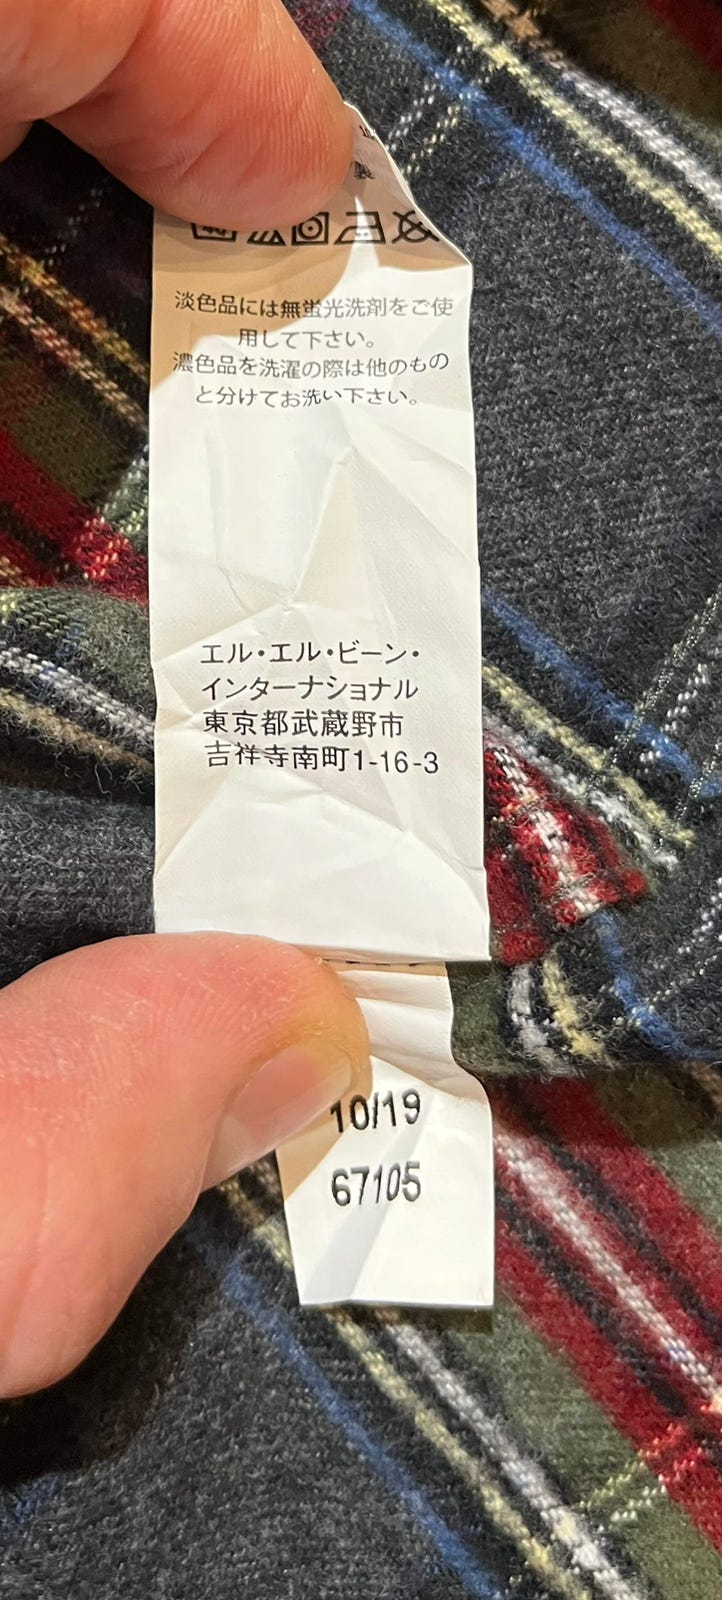 製
淡色品には無蛍光洗剤をご使
用して下さい。
濃色品を洗濯の際は他のもの
と分けてお洗い下さい。
エル・エル・ビーン・
インターナショナル
東京都武蔵野市
吉祥寺南町1-16-3
10/19
67105